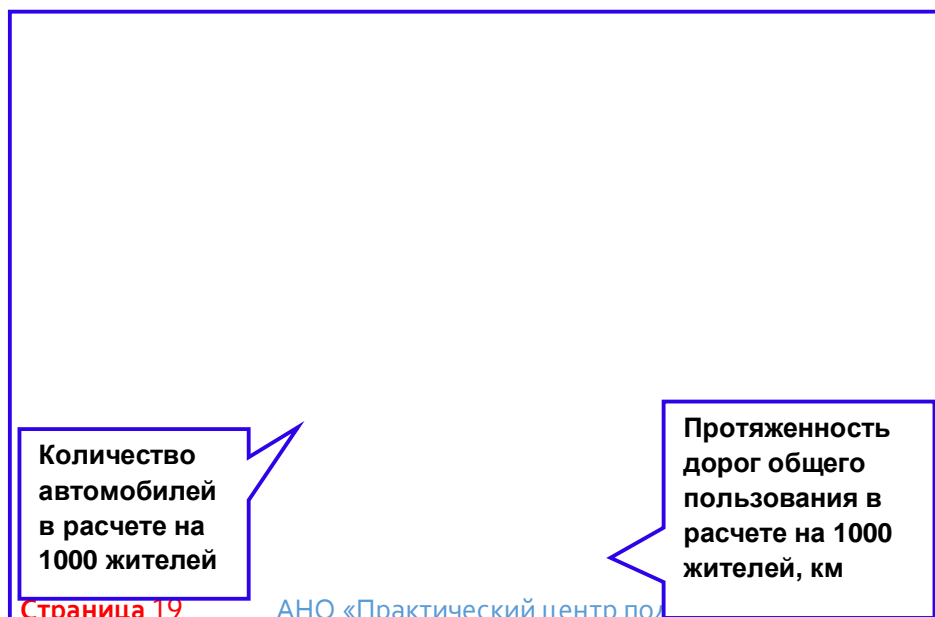 Количество
автомобилей
в расчете на
1000 жителей
Протяженность
дорог общего
пользования в
расчете на 1000
жителей, км
Страница 19 АНО «Практический центр